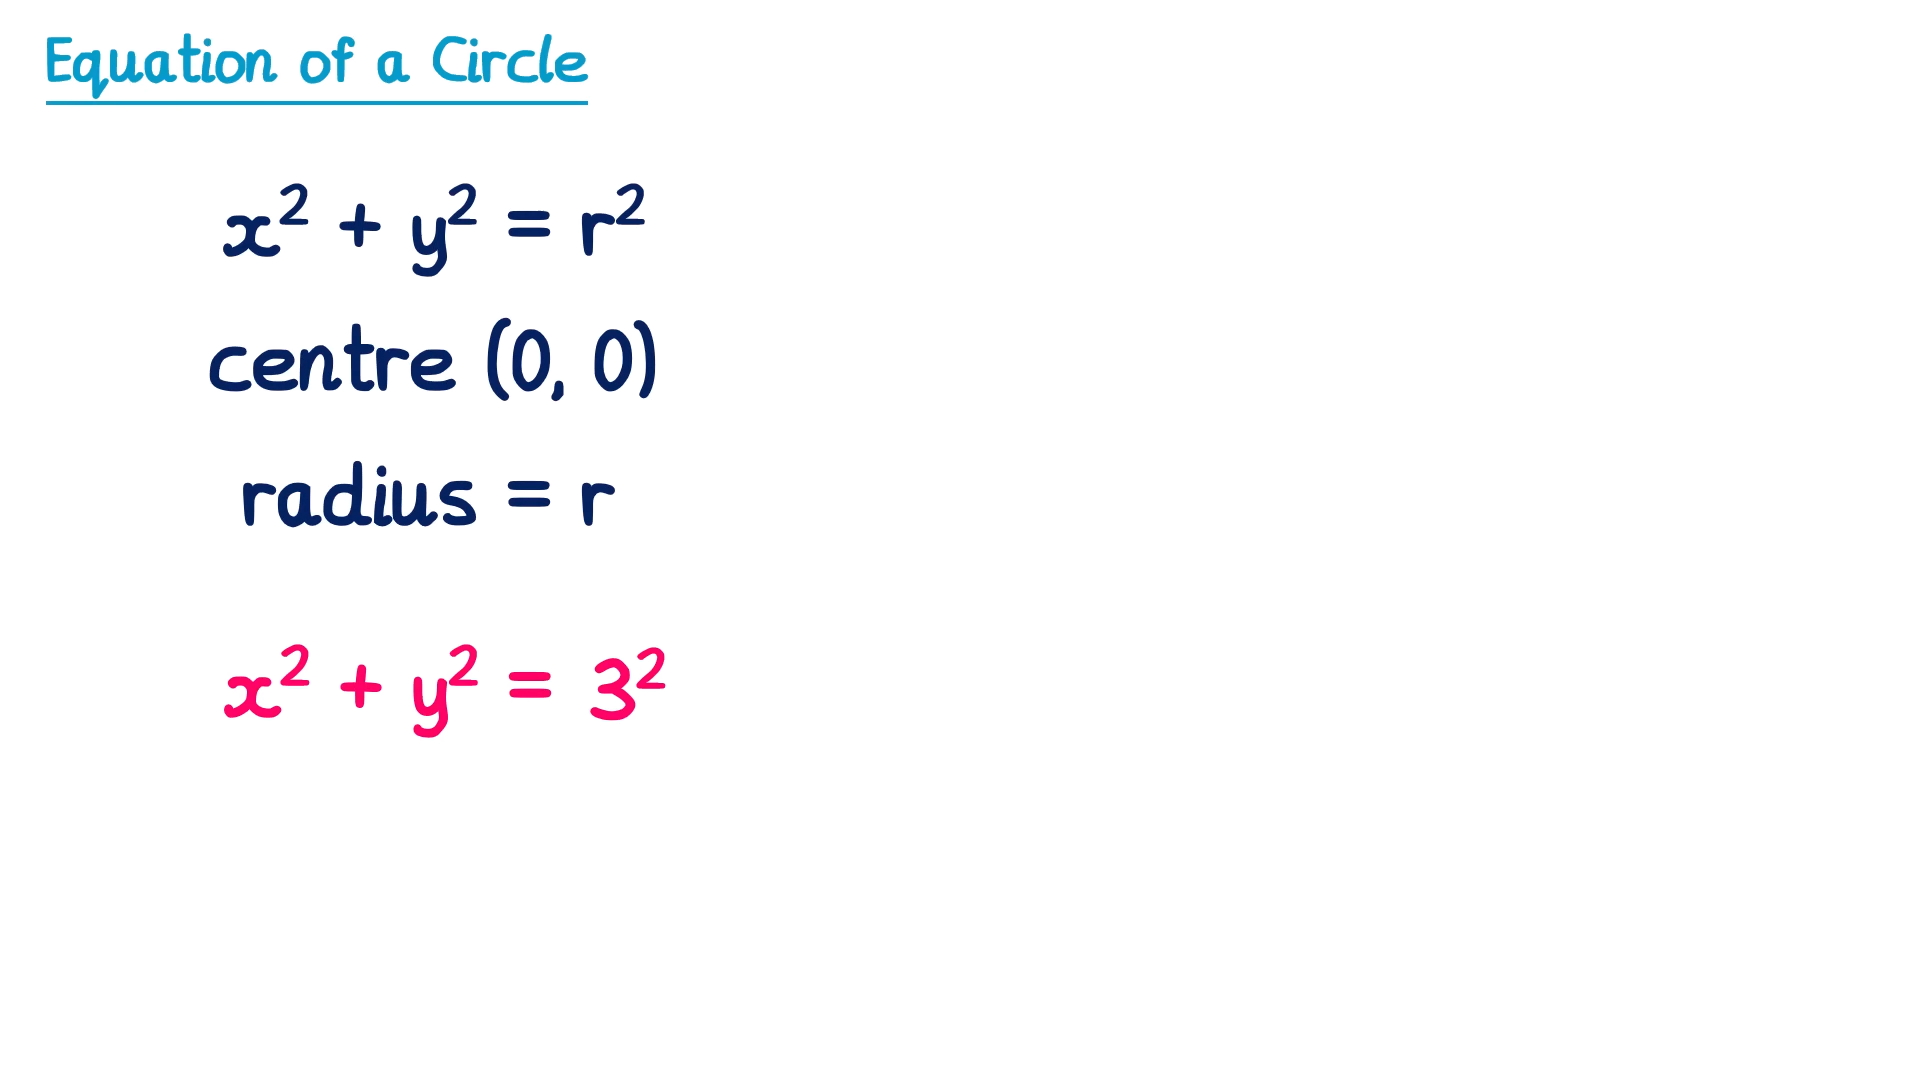 Equation of a Circle
x² + y² = r²
centre (0, 0)
radius = r
x² + y² = 3²